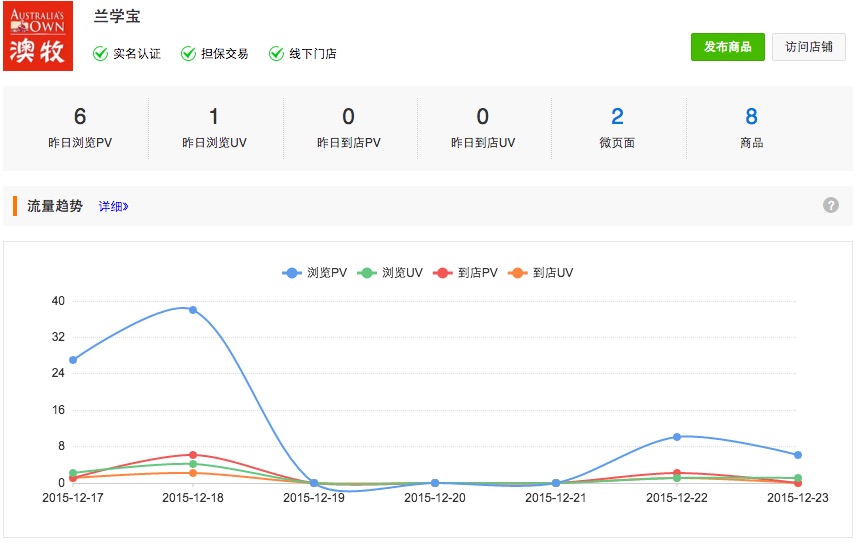 AUSTRALIA'S
OWN
澳牧
兰学宝
实名认证 担保交易 线下门店
发布商品 访问店铺
6 1 0 0 2 8
昨日浏览PV 昨日浏览UV 昨日到店PV 昨日到店UV 微页面 商品
流量趋势 详细》 ?
浏览PV 浏览UV 到店PV 到店UV
40
32
24
16
8
0
2015-12-17 2015-12-18 2015-12-19 2015-12-20 2015-12-21 2015-12-22 2015-12-23